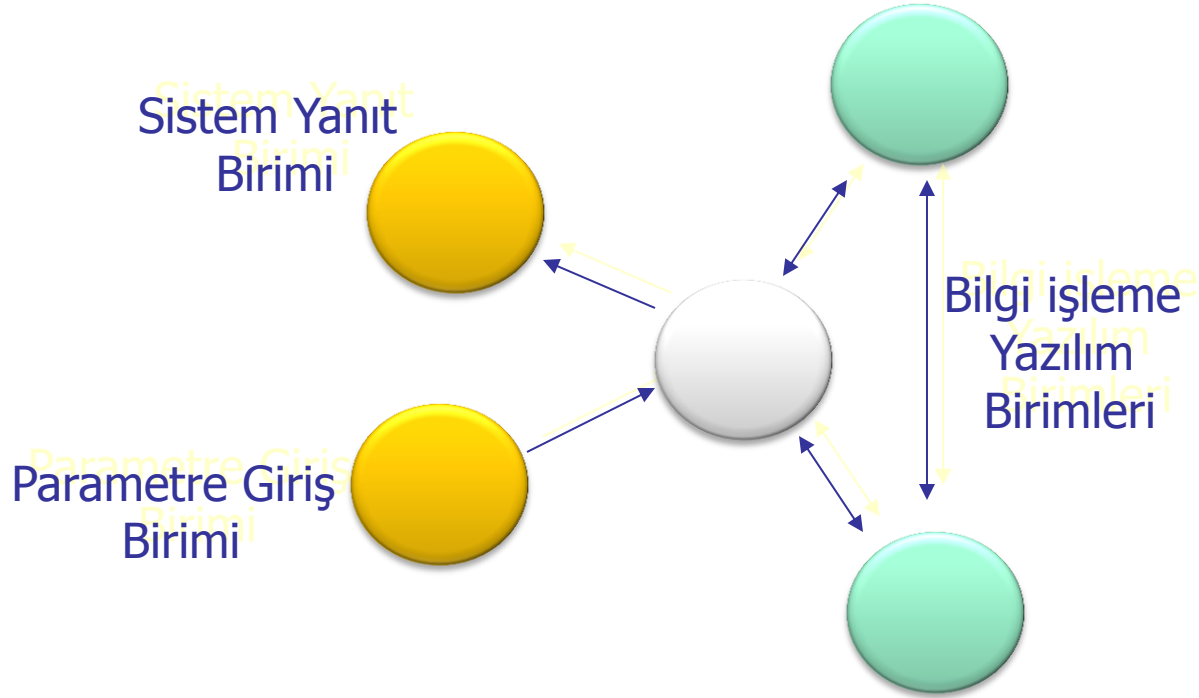 Sistem Yanıt
Birimi
Bilgi işleme
Yazılım
Birimleri
Parametre Giriş
Birimi